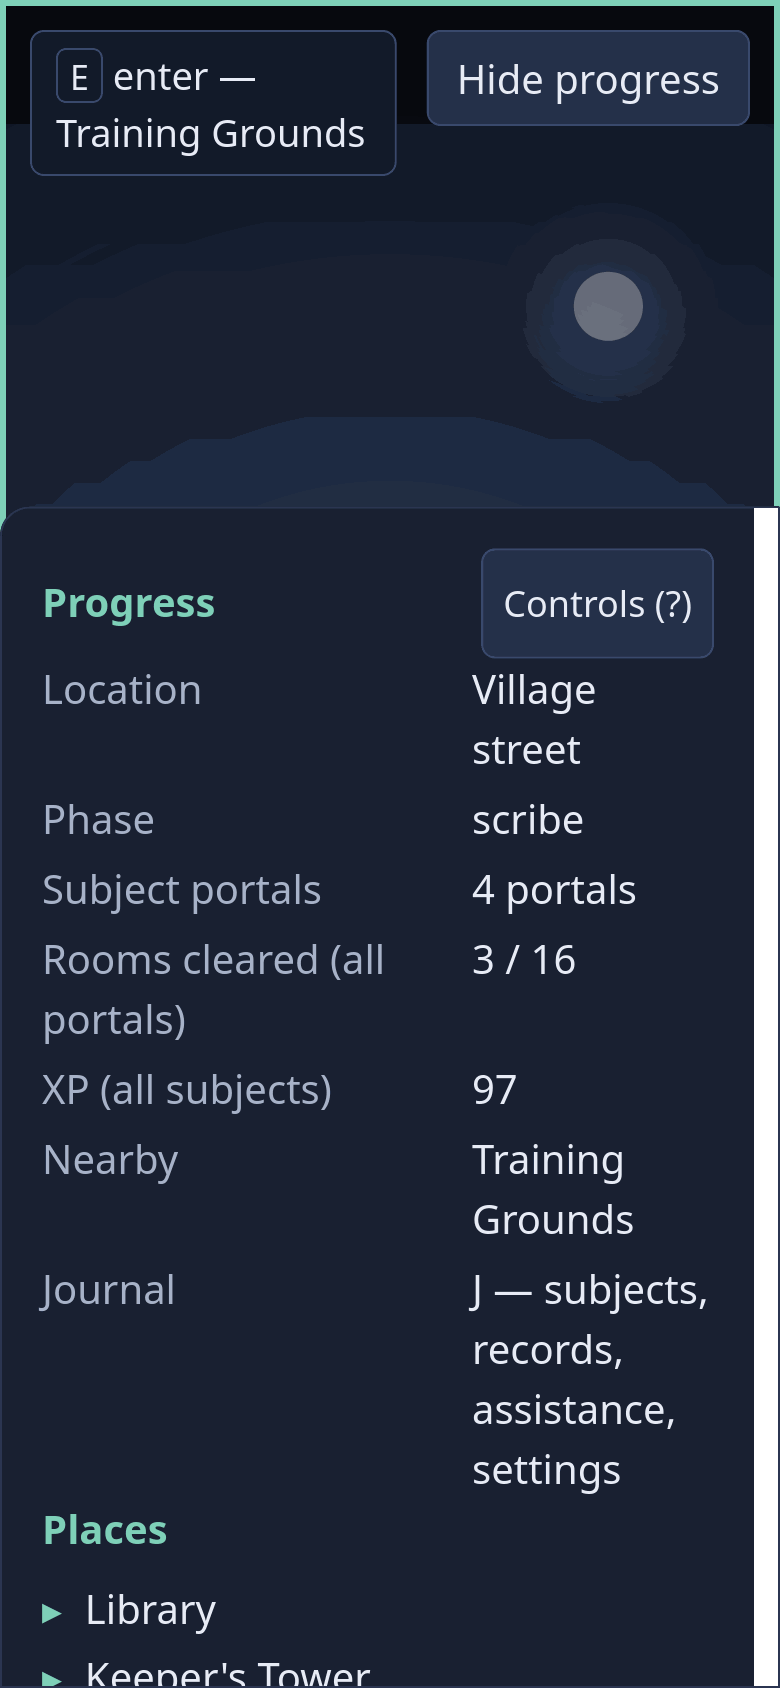 E enter —
Training Grounds
Hide progress
Progress
Controls (?)
Location
Village
street
Phase
scribe
Subject portals
4 portals
Rooms cleared (all
portals)
3 / 16
XP (all subjects)
97
Nearby
Training
Grounds
Journal
J — subjects,
records,
assistance,
settings
Places
▸ Library
▸ Keeper's Tower